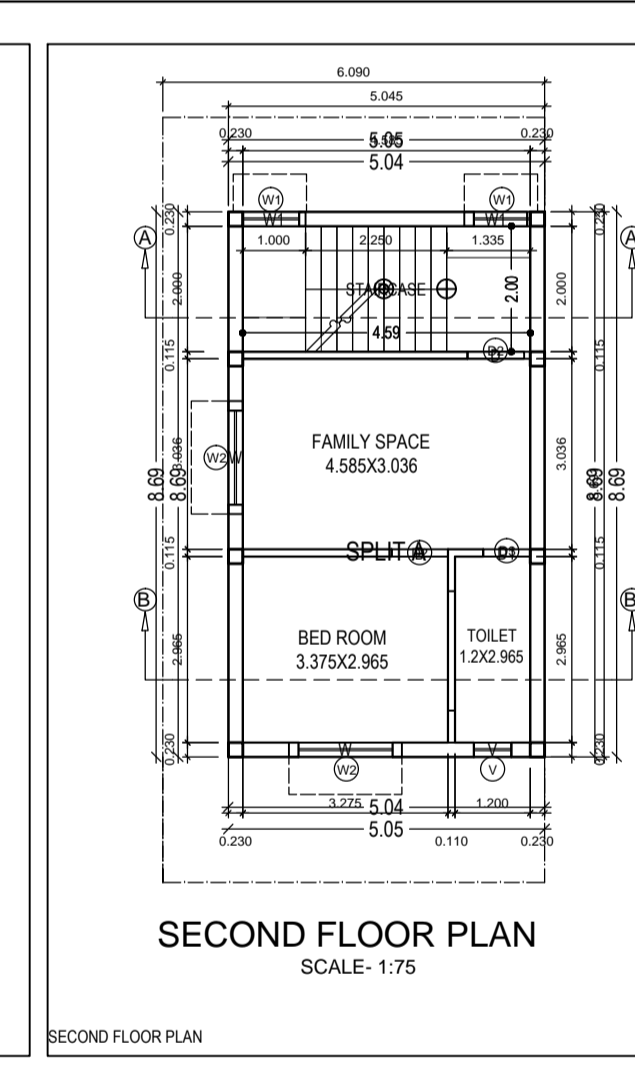 6.090
5.045
0.230
5.05
0.230
5.04
W1
W1
W1
W1
0.230
A
A
1.000
2.250
1.335
2.000
STAIRCASE
2.00
2.000
4.59
0.115
D2
0.115
FAMILY SPACE
4.585X3.036
W2
W
3.036
3.036
8.69
8.69
8.69
8.69
SPLIT A
D3
0.115
0.115
B
B
BED ROOM
3.375X2.965
TOILET
1.2X2.965
2.965
2.965
0.230
W
V
0.230
W2
V
3.275
5.04
1.200
5.05
0.230
0.110
0.230
SECOND FLOOR PLAN
SCALE- 1:75
SECOND FLOOR PLAN